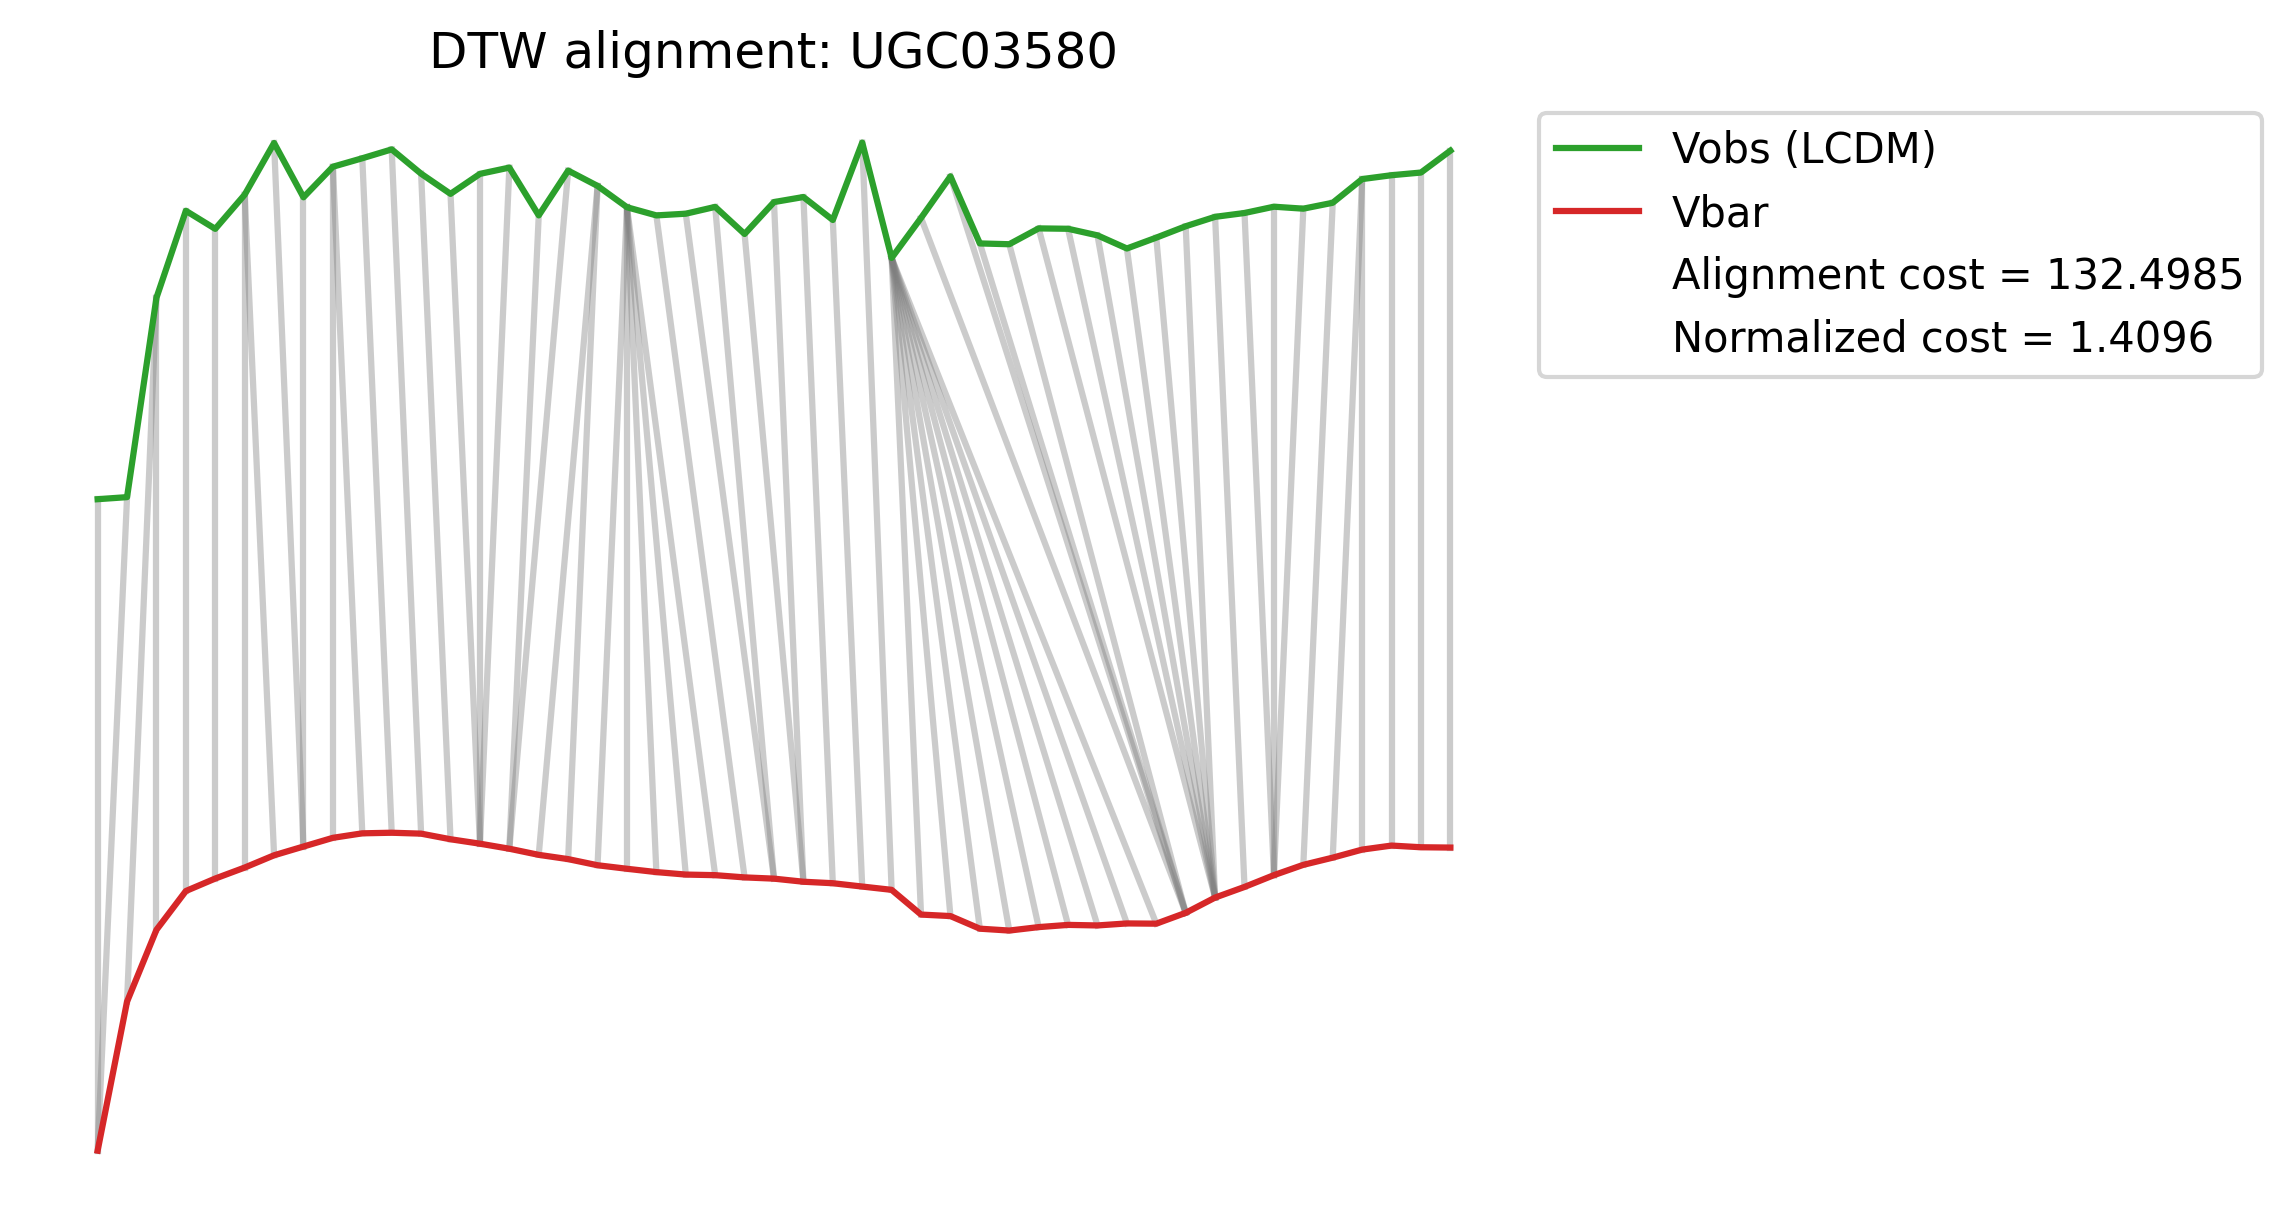 DTW alignment: UGC03580
Vobs (LCDM)
Vbar
Alignment cost = 132.4985
Normalized cost = 1.4096